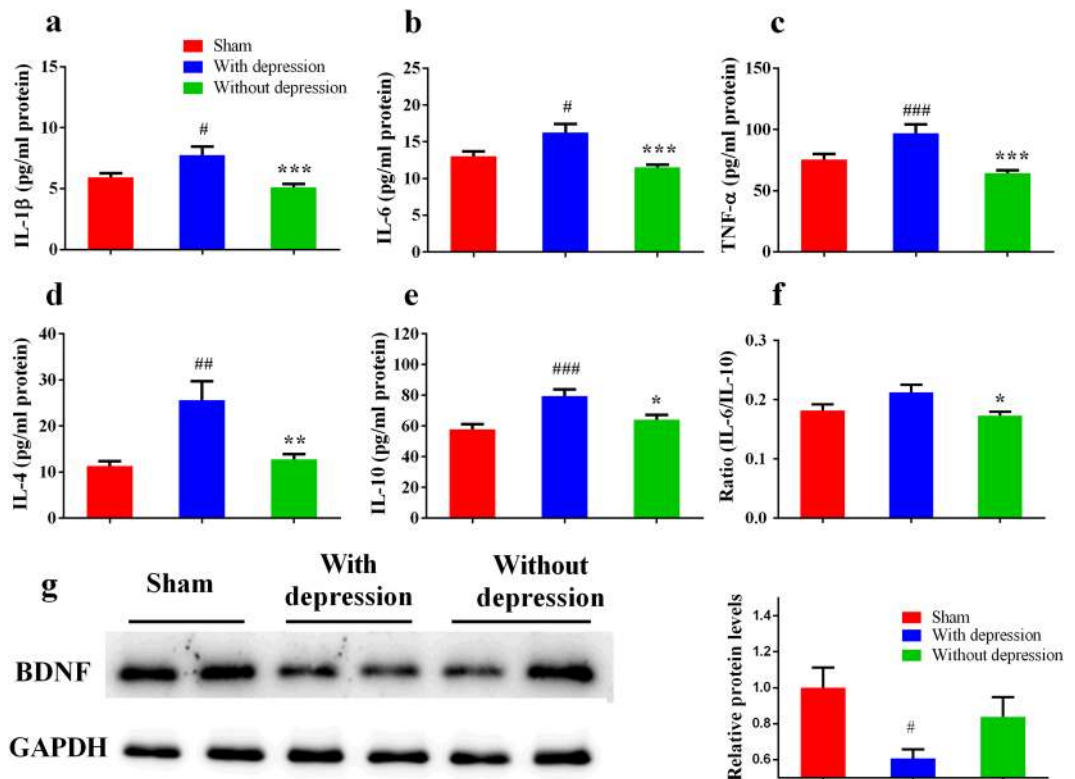 a
Sham
With depression
Without depression
IL-1β (pg/ml protein)
15
10
5
0
#
***
b
IL-6 (pg/ml protein)
25
20
15
10
5
0
#
***
c
TNF-α (pg/ml protein)
150
100
50
0
###
***
d
IL-4 (pg/ml protein)
40
30
20
10
0
##
**
e
IL-10 (pg/ml protein)
120
100
80
60
40
20
0
###
*
f
Ratio (IL-6/IL-10)
0.3
0.2
0.1
0.0
*
g
Sham
With
depression
Without
depression
BDNF
GAPDH
Relative protein levels
1.4
1.2
1.0
0.8
0.6
Sham
With depression
Without depression
#